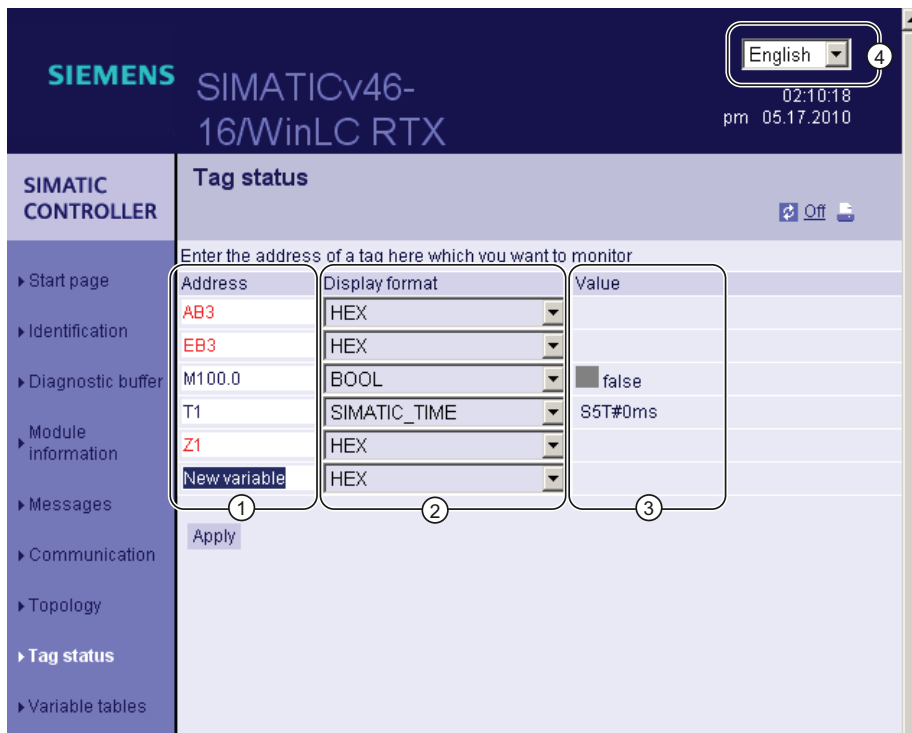 SIEMENS
SIMATICv46-
16/WinLC RTX
English
4
02:10:18
pm 05.17.2010
SIMATIC
CONTROLLER
Tag status
Off
Start page
Identification
Diagnostic buffer
Module
information
Messages
Communication
Topology
Tag status
Variable tables
Enter the address of a tag here which you want to monitor
Address Display format Value
AB3 HEX
EB3 HEX
M100.0 BOOL false
T1 SIMATIC_TIME S5T#0ms
Z1 HEX
New variable HEX
1 2 3
Apply